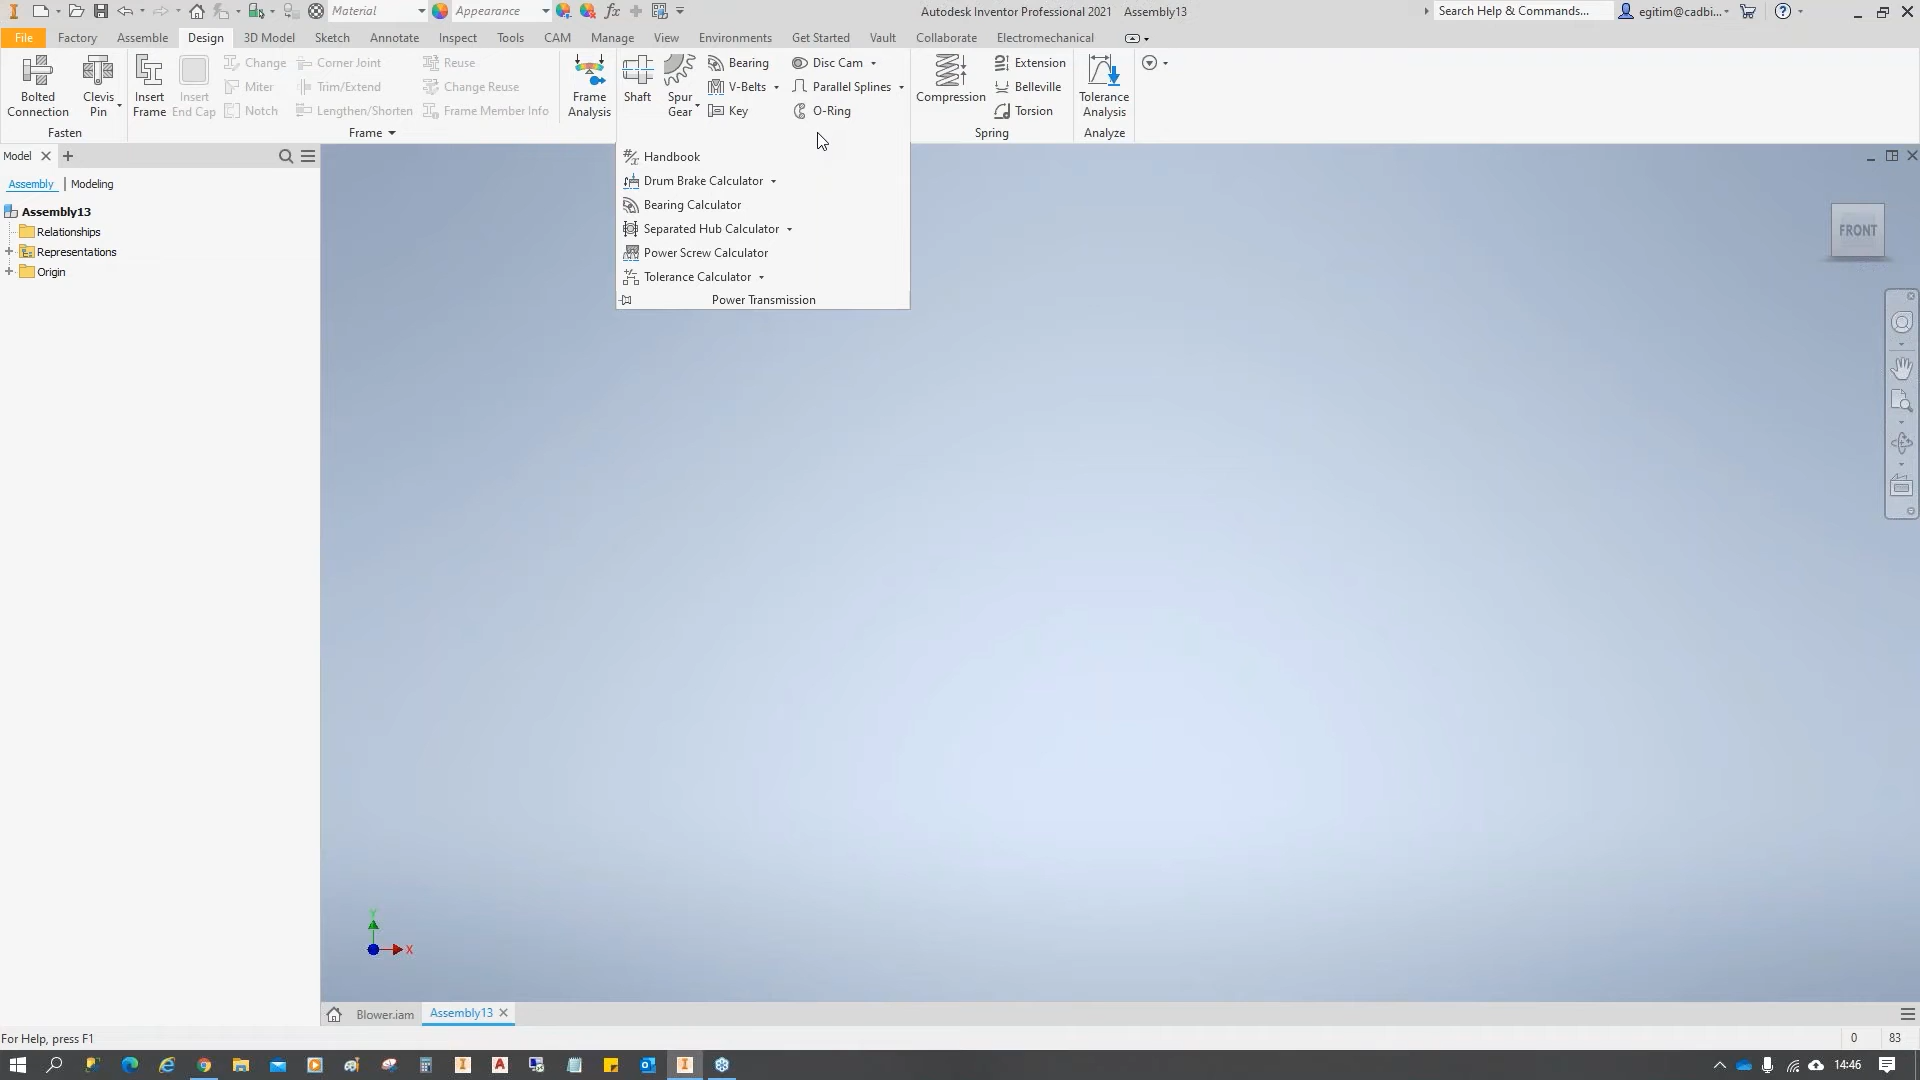 Material
Appearance
fx
Autodesk Inventor Professional 2021 Assembly13
Search Help & Commands...
egitim@cadbi...
File Factory Assemble Design 3D Model Sketch Annotate Inspect Tools CAM Manage View Environments Get Started Vault Collaborate Electromechanical
Bolted Connection
Clevis Pin
Fasten
Insert Frame
Insert End Cap
Change
Miter
Notch
Corner Joint
Trim/Extend
Lengthen/Shorten
Reuse
Change Reuse
Frame Member Info
Frame
Frame Analysis
Shaft
Spur Gear
Bearing
V-Belts
Key
Disc Cam
Parallel Splines
O-Ring
Compression
Extension
Belleville
Torsion
Spring
Tolerance Analysis
Analyze
Handbook
Drum Brake Calculator
Bearing Calculator
Separated Hub Calculator
Power Screw Calculator
Tolerance Calculator
Power Transmission
Model
Assembly | Modeling
Assembly13
Relationships
Representations
Origin
FRONT
Y
X
Blower.iam Assembly13
For Help, press F1
0 83
14:46